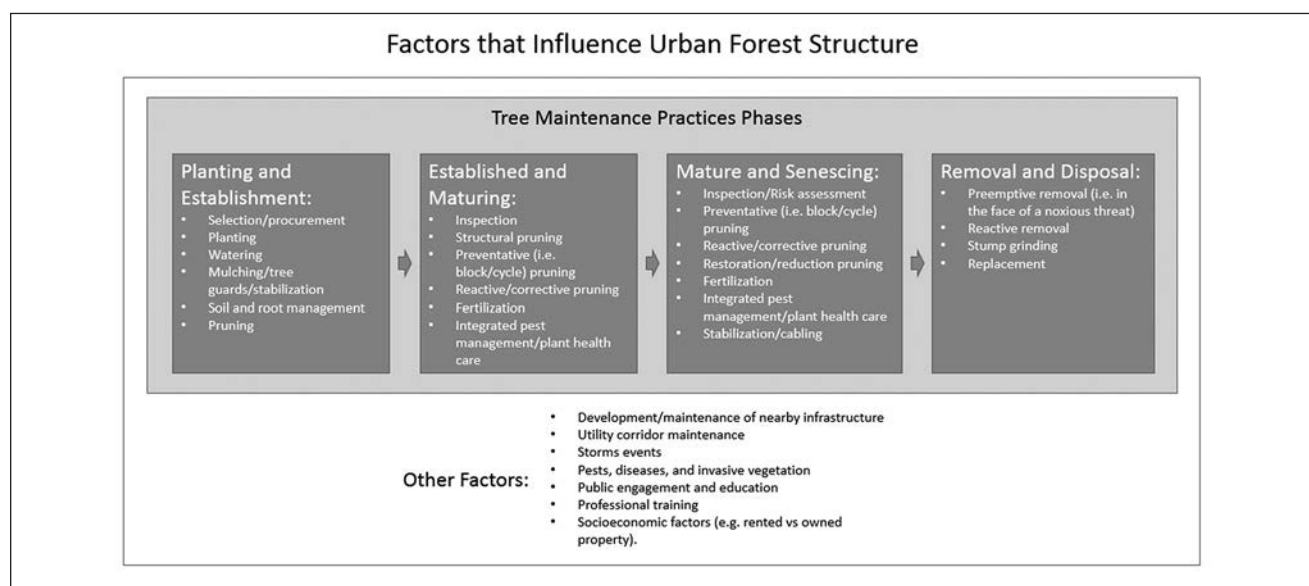 Factors that Influence Urban Forest Structure
Tree Maintenance Practices Phases
Planting and
Establishment:
• Selection/procurement
• Planting
• Watering
• Mulching/tree
guards/stabilization
• Soil and root management
• Pruning
Established and
Maturing:
• Inspection
• Structural pruning
• Preventative (i.e.
block/cycle) pruning
• Reactive/corrective pruning
• Fertilization
• Integrated pest
management/plant health
care
Mature and Senescing:
• Inspection/Risk assessment
• Preventative (i.e. block/cycle)
pruning
• Reactive/corrective pruning
• Restoration/reduction pruning
• Fertilization
• Integrated pest
management/plant health care
• Stabilization/cabling
Removal and Disposal:
• Preemptive removal (i.e. in
the face of a noxious threat)
• Reactive removal
• Stump grinding
• Replacement
Other Factors:
• Development/maintenance of nearby infrastructure
• Utility corridor maintenance
• Storms events
• Pests, diseases, and invasive vegetation
• Public engagement and education
• Professional training
• Socioeconomic factors (e.g. rented vs owned
property).